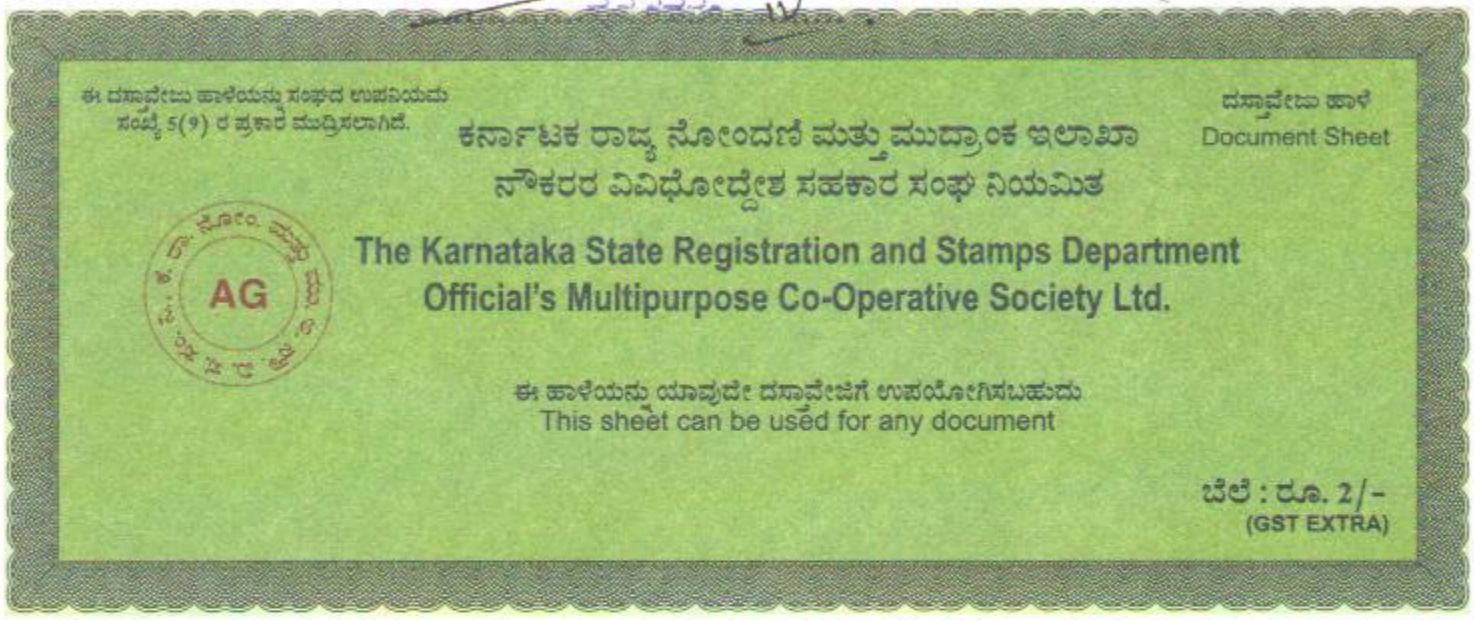 ಈ ದಸ್ತಾವೇಜು ಹಾಳೆಯನ್ನು ಸಂಘದ ಉಪನಿಯಮ
ಸಂಖ್ಯೆ 5(9) ರ ಪ್ರಕಾರ ಮುದ್ರಿಸಲಾಗಿದೆ.
ದಸ್ತಾವೇಜು ಹಾಳೆ
Document Sheet
ಕರ್ನಾಟಕ ರಾಜ್ಯ ನೋಂದಣಿ ಮತ್ತು ಮುದ್ರಾಂಕ ಇಲಾಖಾ
ನೌಕರರ ವಿವಿಧೋದ್ದೇಶ ಸಹಕಾರ ಸಂಘ ನಿಯಮಿತ
The Karnataka State Registration and Stamps Department
Official's Multipurpose Co-Operative Society Ltd.
ಕ. ರಾ. ನೋಂ. ಮತ್ತು ಮು ಇ. ನೌ. ವಿ. ಸ. ಸಂ. ನಿ.
AG
ಈ ಹಾಳೆಯನ್ನು ಯಾವುದೇ ದಸ್ತಾವೇಜಿಗೆ ಉಪಯೋಗಿಸಬಹುದು
This sheet can be used for any document
ಬೆಲೆ : ರೂ. 2/-
(GST EXTRA)